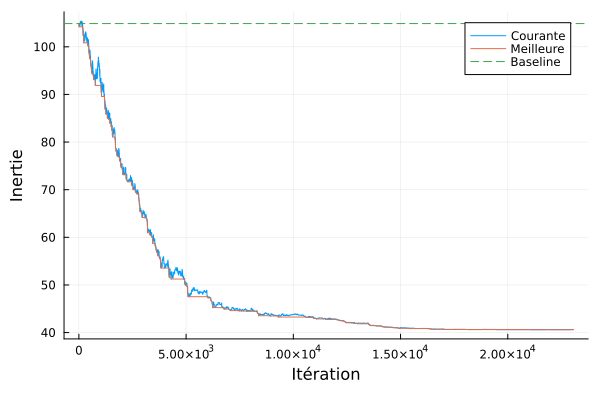 Courante
Meilleure
Baseline
100
90
80
70
60
50
40
Inertie
0
5.00×10³
1.00×10⁴
1.50×10⁴
2.00×10⁴
Itération